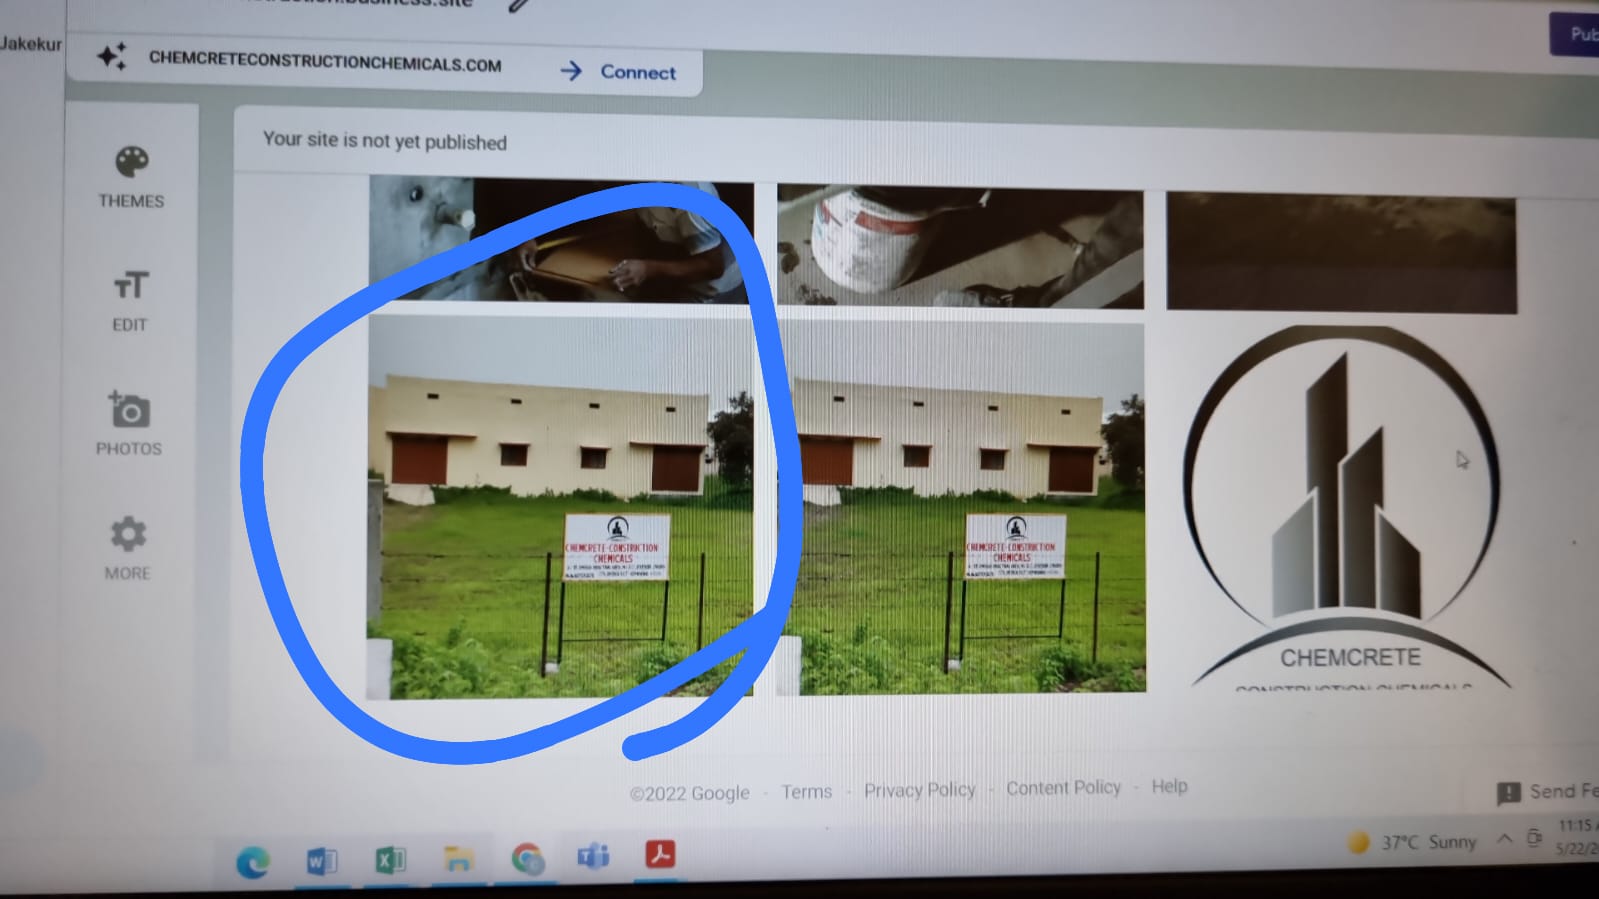 Jakekur
CHEMCRETECONSTRUCTIONCHEMICALS.COM
Connect
Your site is not yet published
THEMES
EDIT
PHOTOS
MORE
CHEMCRETE-CONSTRUCTION
CHEMICALS
CHEMCRETE-CONSTRUCTION
CHEMICALS
CHEMCRETE
CONSTRUCTION CHEMICALS
©2022 Google - Terms - Privacy Policy - Content Policy - Help
Send Fe
37°C Sunny
11:15
5/22/2